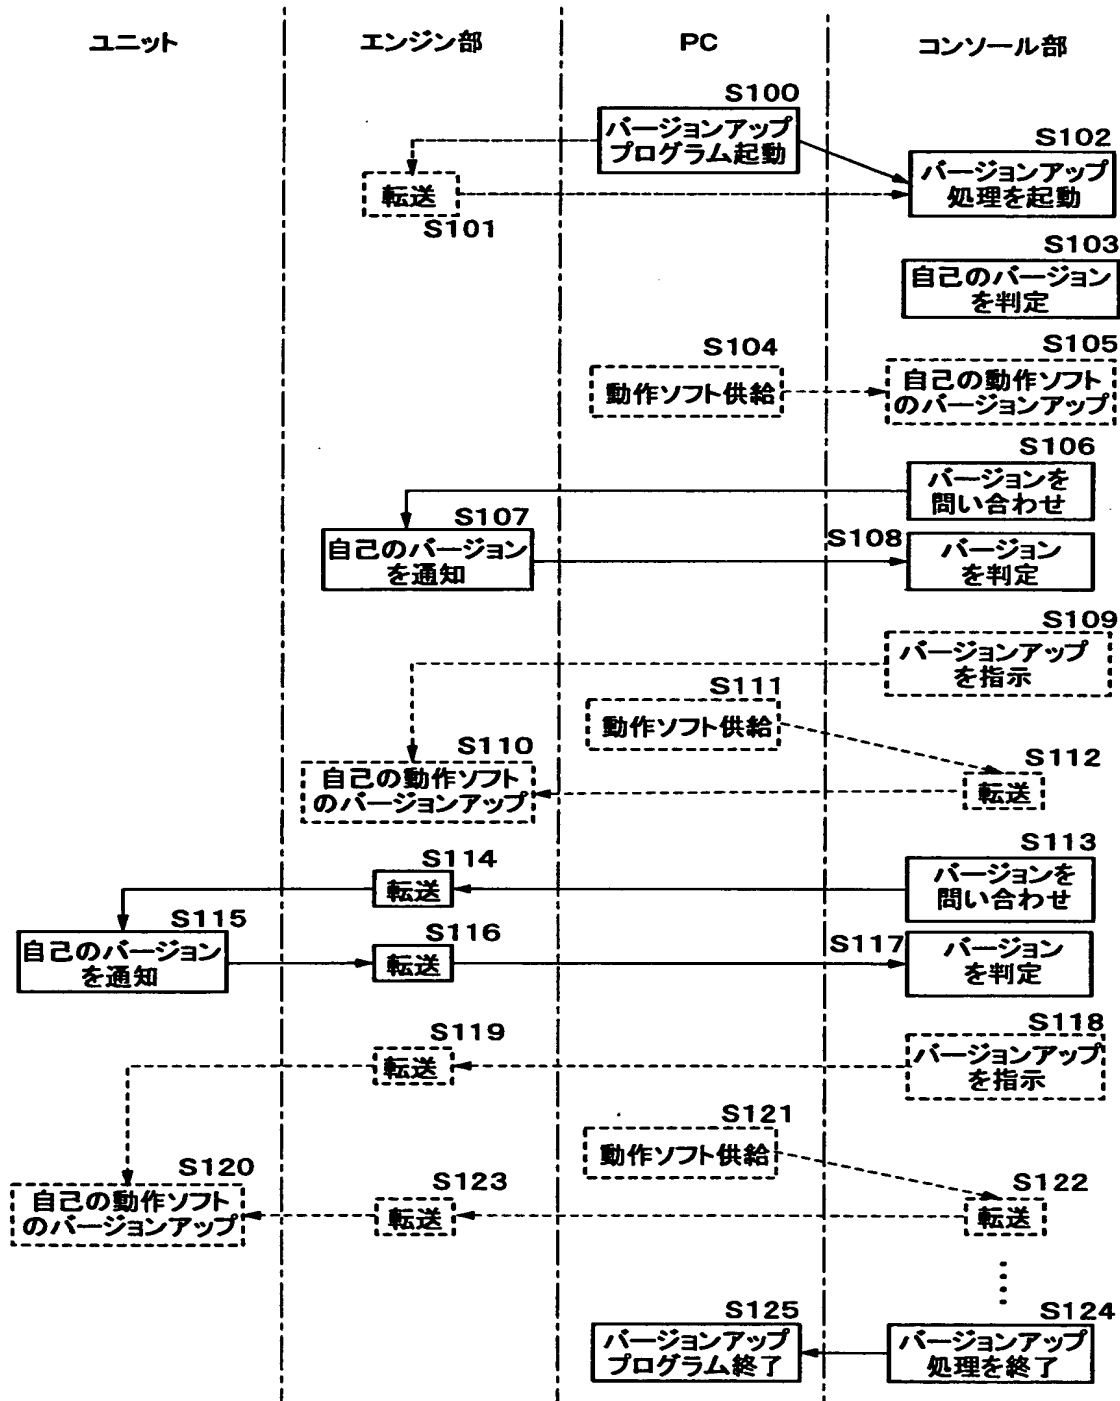 ユニット
エンジン部
PC
コンソール部
S100
バージョンアップ
プログラム起動
S102
バージョンアップ
処理を起動
転送
S101
S103
自己のバージョン
を判定
S104
動作ソフト供給
S105
自己の動作ソフト
のバージョンアップ
S106
バージョンを
問い合わせ
S107
自己のバージョン
を通知
S108
バージョン
を判定
S109
バージョンアップ
を指示
S111
動作ソフト供給
S110
自己の動作ソフト
のバージョンアップ
S112
転送
S113
バージョンを
問い合わせ
S114
転送
S115
自己のバージョン
を通知
S116
転送
S117
バージョン
を判定
S118
バージョンアップ
を指示
S119
転送
S121
動作ソフト供給
S120
自己の動作ソフト
のバージョンアップ
S123
転送
S122
転送
S125
バージョンアップ
プログラム終了
S124
バージョンアップ
処理を終了